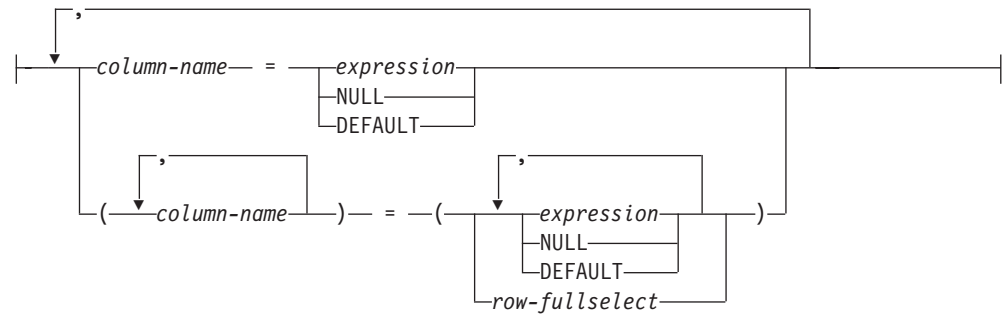 ,
column-name = expression
NULL
DEFAULT
, ,
( column-name ) = ( expression )
NULL
DEFAULT
row-fullselect